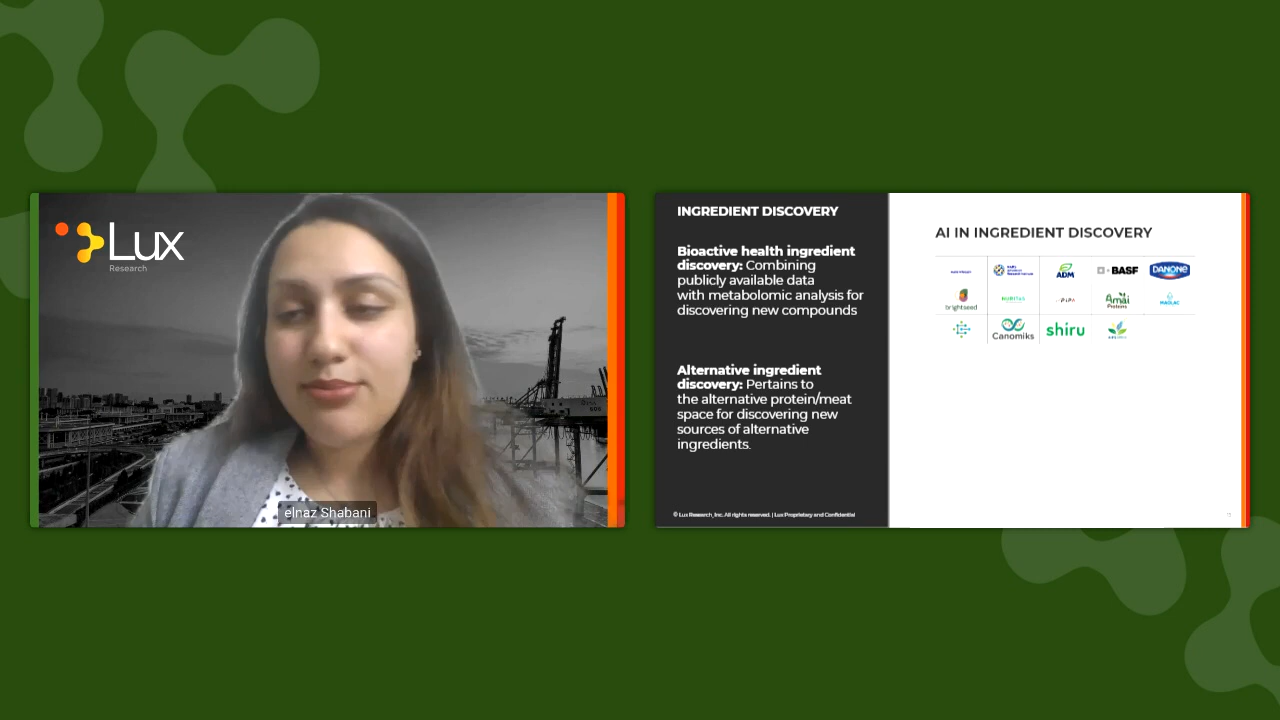 Lux
Research
elnaz Shabani
INGREDIENT DISCOVERY
Bioactive health ingredient
discovery: Combining
publicly available data
with metabolomic analysis for
discovering new compounds
Alternative ingredient
discovery: Pertains to
the alternative protein/meat
space for discovering new
sources of alternative
ingredients.
© Lux Research, Inc. All rights reserved. | Lux Proprietary and Confidential
AI IN INGREDIENT DISCOVERY
ADM
BASF
DANONE
brightseed
NURITAS
PIPA
Amai
Proteins
MAOLAC
Canomiks
shiru